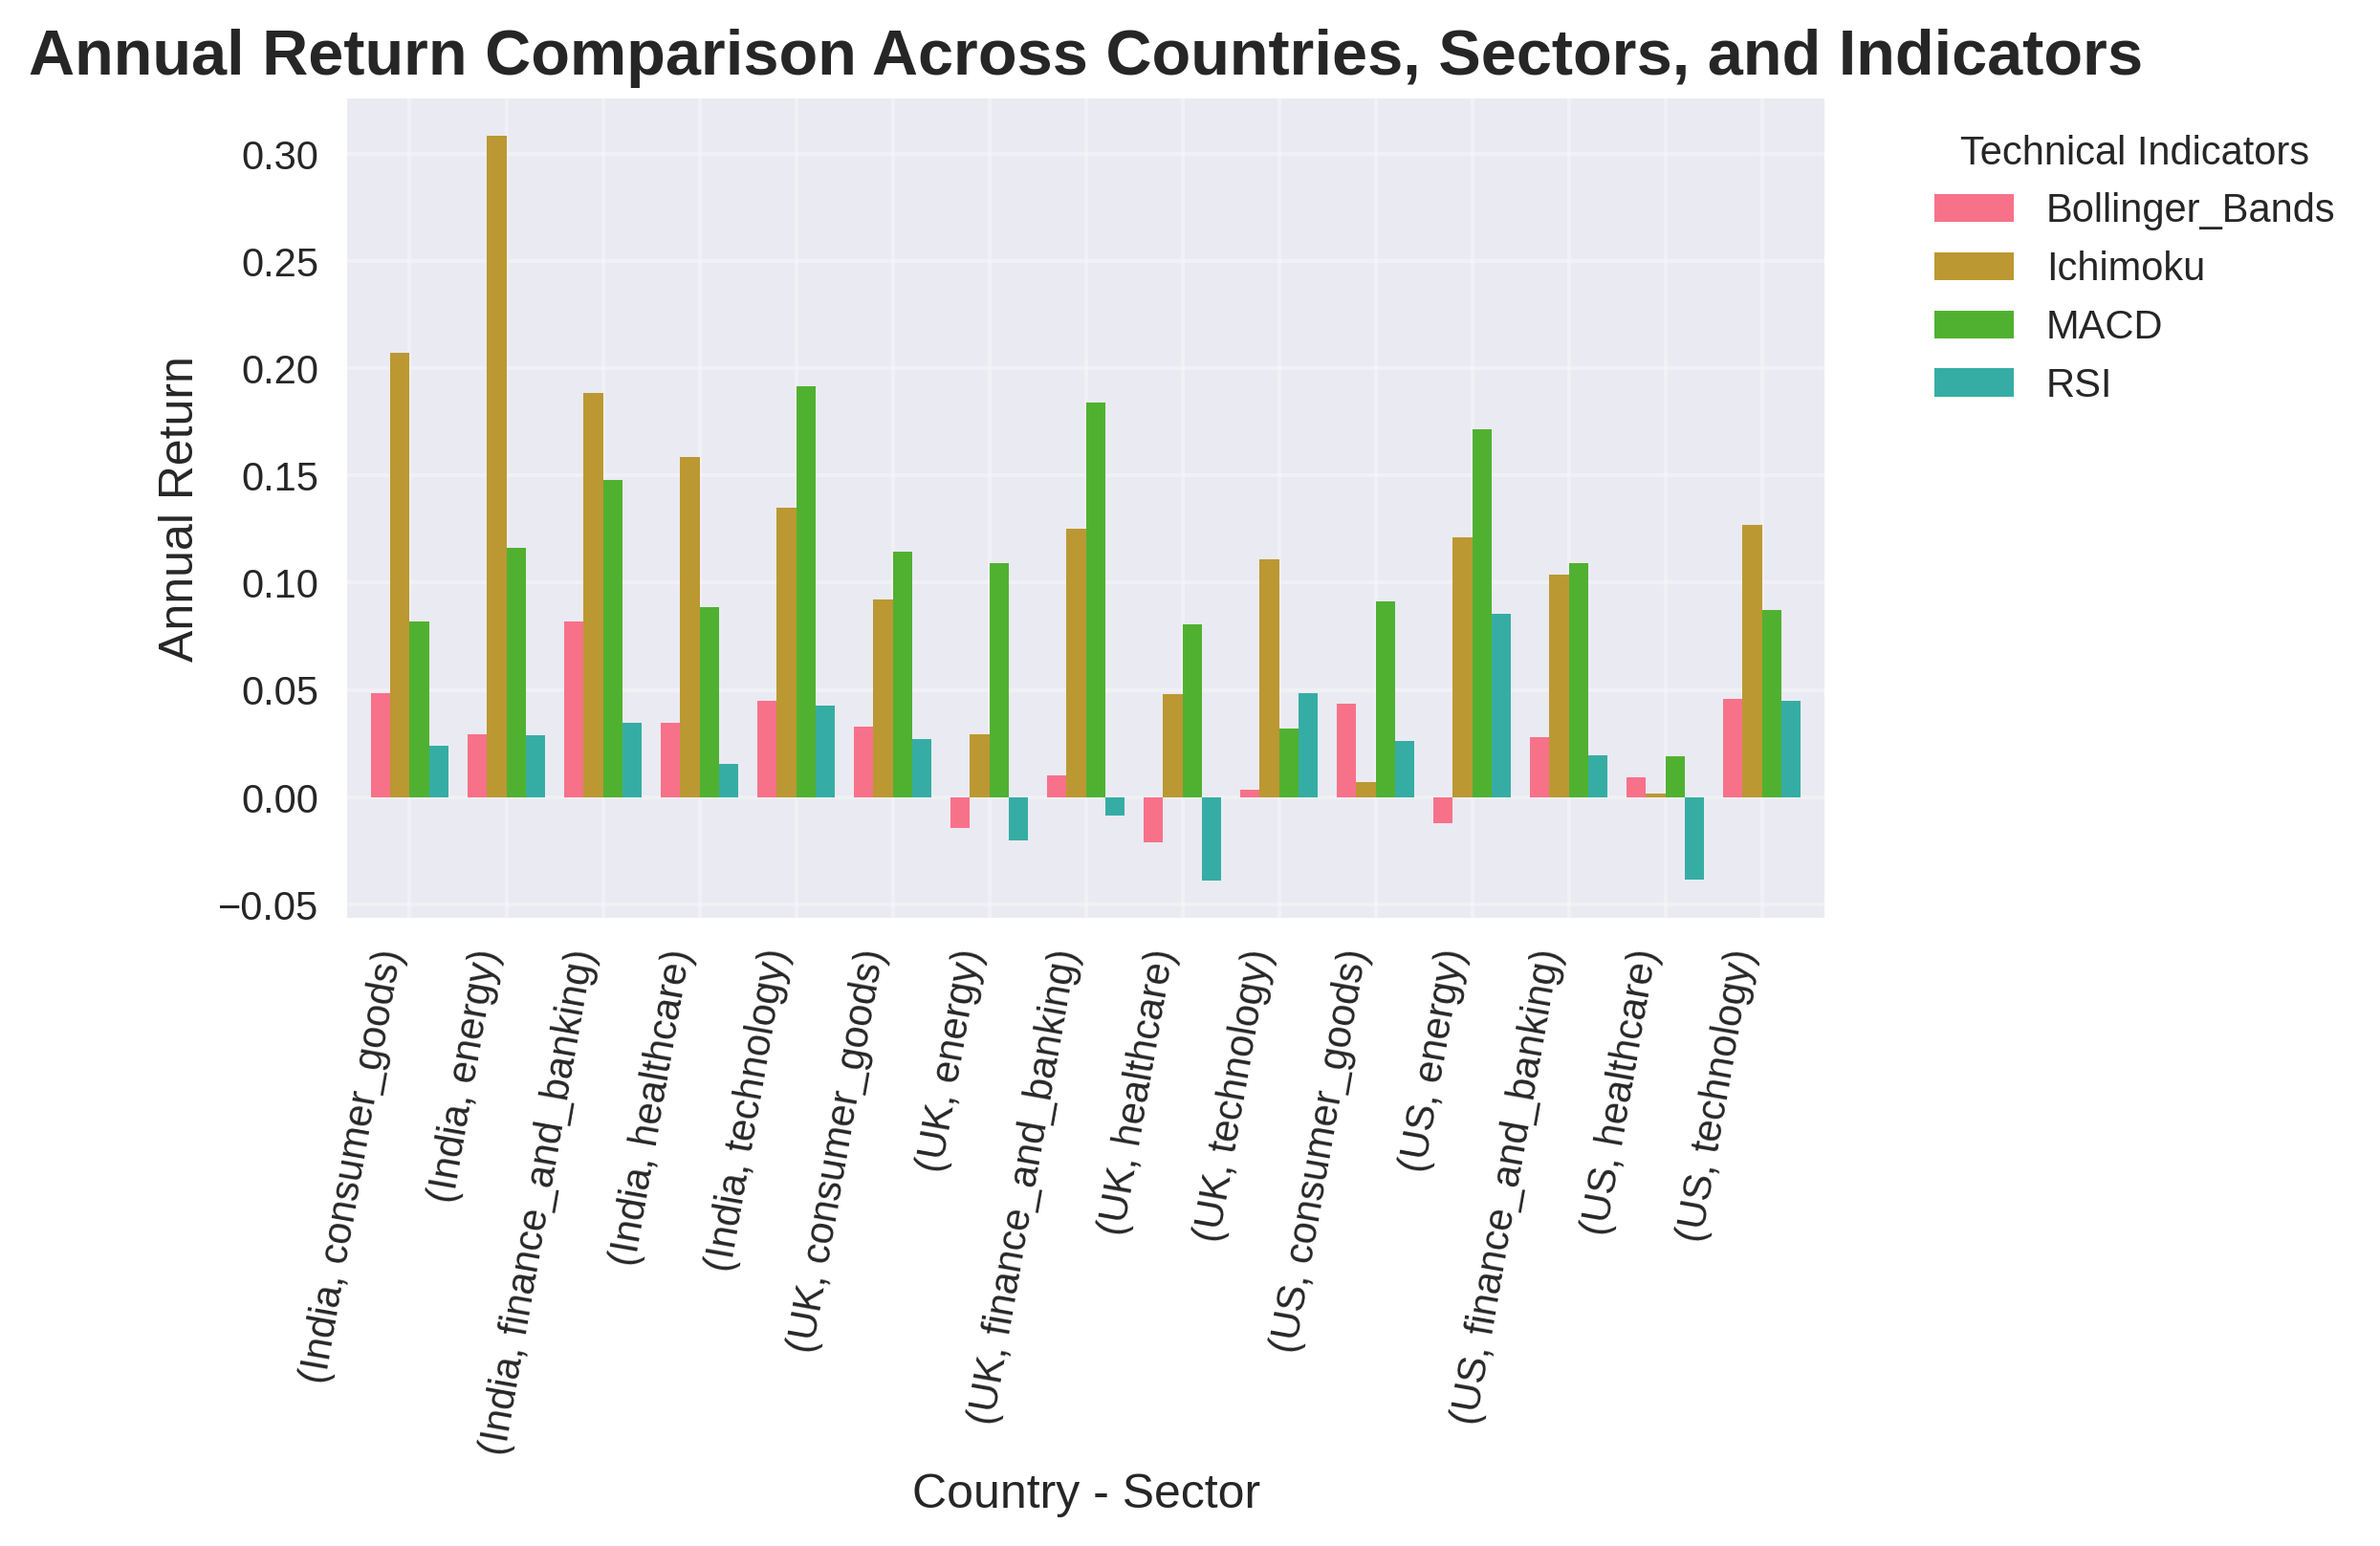 Annual Return Comparison Across Countries, Sectors, and Indicators
Annual Return
0.30
0.25
0.20
0.15
0.10
0.05
0.00
−0.05
(India, consumer_goods)
(India, energy)
(India, finance_and_banking)
(India, healthcare)
(India, technology)
(UK, consumer_goods)
(UK, energy)
(UK, finance_and_banking)
(UK, healthcare)
(UK, technology)
(US, consumer_goods)
(US, energy)
(US, finance_and_banking)
(US, healthcare)
(US, technology)
Country - Sector
Technical Indicators
Bollinger_Bands
Ichimoku
MACD
RSI